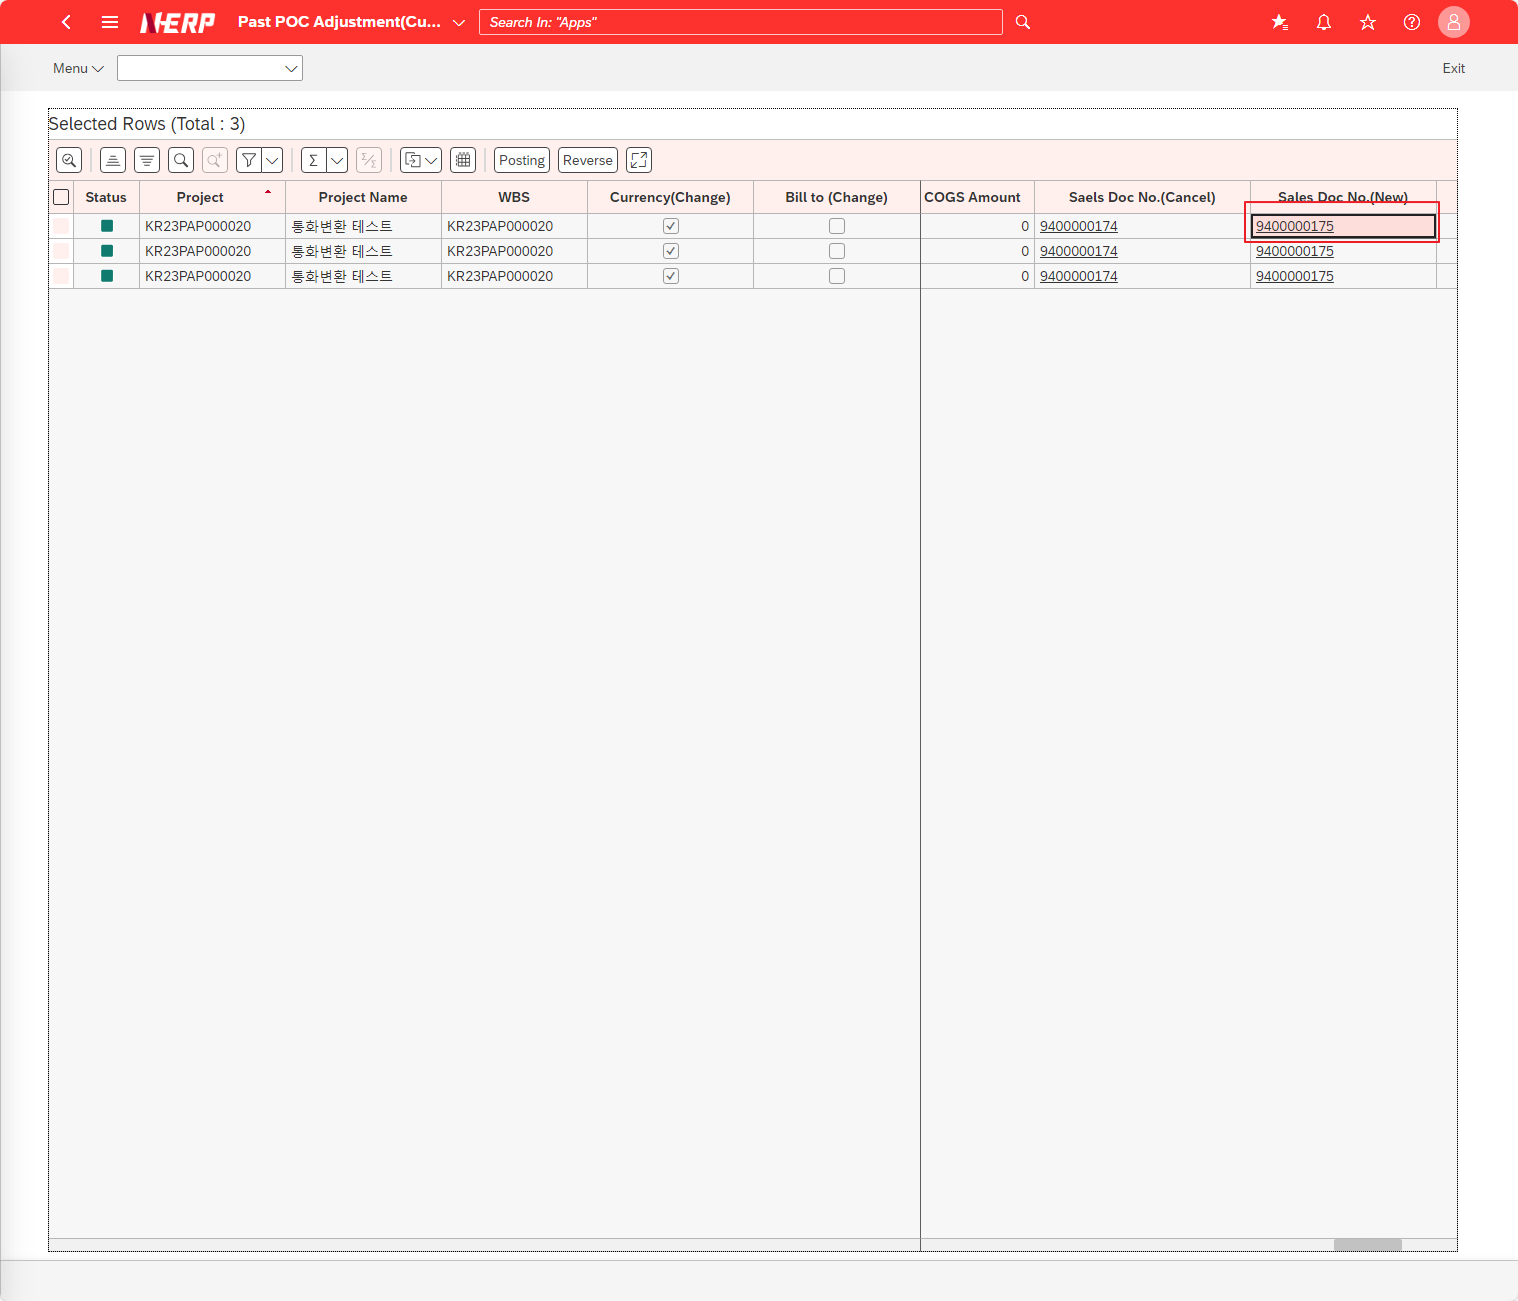 NERP Past POC Adjustment(Cu... Search In: "Apps"
Menu Exit
Selected Rows (Total : 3)
Posting Reverse
Status Project Project Name WBS Currency(Change) Bill to (Change) COGS Amount Saels Doc No.(Cancel) Sales Doc No.(New)
KR23PAP000020 통화변환 테스트 KR23PAP000020 0 9400000174 9400000175
KR23PAP000020 통화변환 테스트 KR23PAP000020 0 9400000174 9400000175
KR23PAP000020 통화변환 테스트 KR23PAP000020 0 9400000174 9400000175